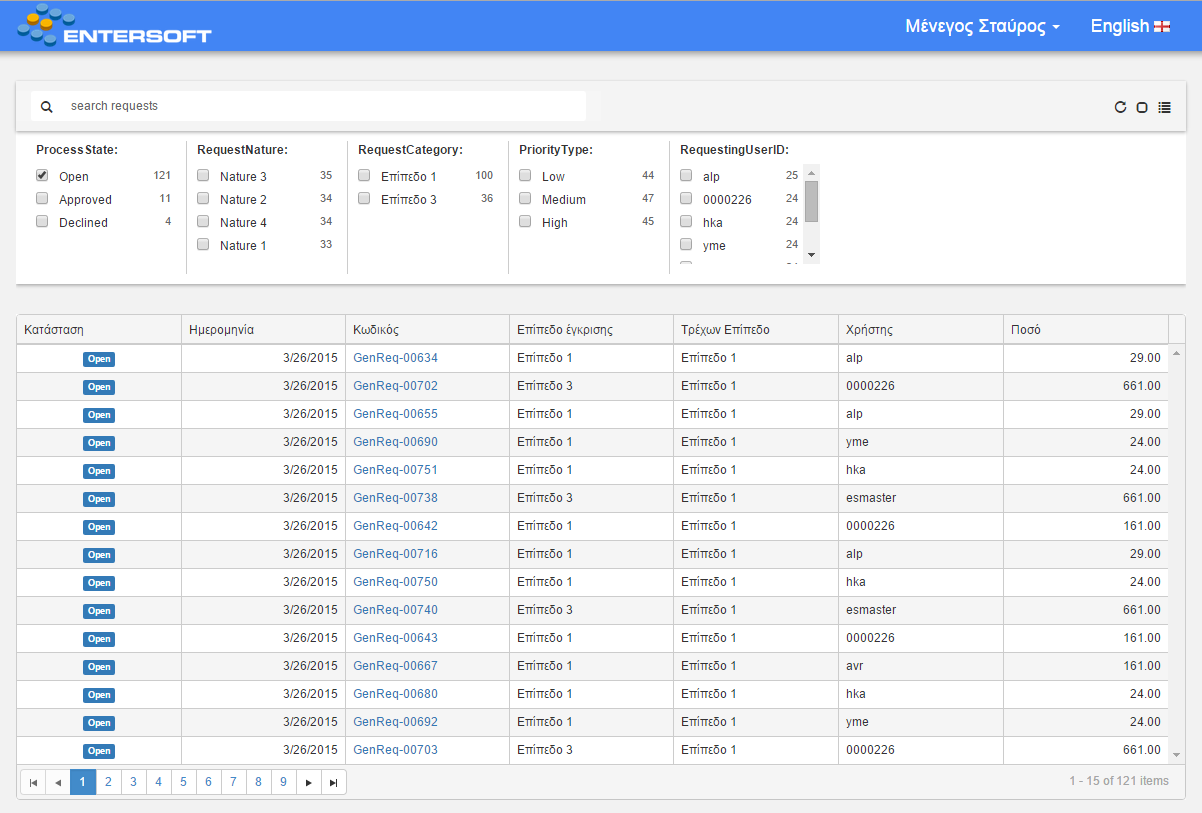 ENTERSOFT Μένεγος Σταύρος English
search requests
ProcessState: RequestNature: RequestCategory: PriorityType: RequestingUserID:
Open 121 Nature 3 35 Επίπεδο 1 100 Low 44 alp 25
Approved 11 Nature 2 34 Επίπεδο 3 36 Medium 47 0000226 24
Declined 4 Nature 4 34 High 45 hka 24
Nature 1 33 yme 24
Κατάσταση Ημερομηνία Κωδικός Επίπεδο έγκρισης Τρέχων Επίπεδο Χρήστης Ποσό
Open 3/26/2015 GenReq-00634 Επίπεδο 1 Επίπεδο 1 alp 29.00
Open 3/26/2015 GenReq-00702 Επίπεδο 3 Επίπεδο 1 0000226 661.00
Open 3/26/2015 GenReq-00655 Επίπεδο 1 Επίπεδο 1 alp 29.00
Open 3/26/2015 GenReq-00690 Επίπεδο 1 Επίπεδο 1 yme 24.00
Open 3/26/2015 GenReq-00751 Επίπεδο 1 Επίπεδο 1 hka 24.00
Open 3/26/2015 GenReq-00738 Επίπεδο 3 Επίπεδο 1 esmaster 661.00
Open 3/26/2015 GenReq-00642 Επίπεδο 1 Επίπεδο 1 0000226 161.00
Open 3/26/2015 GenReq-00716 Επίπεδο 1 Επίπεδο 1 alp 29.00
Open 3/26/2015 GenReq-00750 Επίπεδο 1 Επίπεδο 1 hka 24.00
Open 3/26/2015 GenReq-00740 Επίπεδο 3 Επίπεδο 1 esmaster 661.00
Open 3/26/2015 GenReq-00643 Επίπεδο 1 Επίπεδο 1 0000226 161.00
Open 3/26/2015 GenReq-00667 Επίπεδο 1 Επίπεδο 1 avr 161.00
Open 3/26/2015 GenReq-00680 Επίπεδο 1 Επίπεδο 1 hka 24.00
Open 3/26/2015 GenReq-00692 Επίπεδο 1 Επίπεδο 1 yme 24.00
Open 3/26/2015 GenReq-00703 Επίπεδο 3 Επίπεδο 1 0000226 661.00
1 2 3 4 5 6 7 8 9 1 - 15 of 121 items